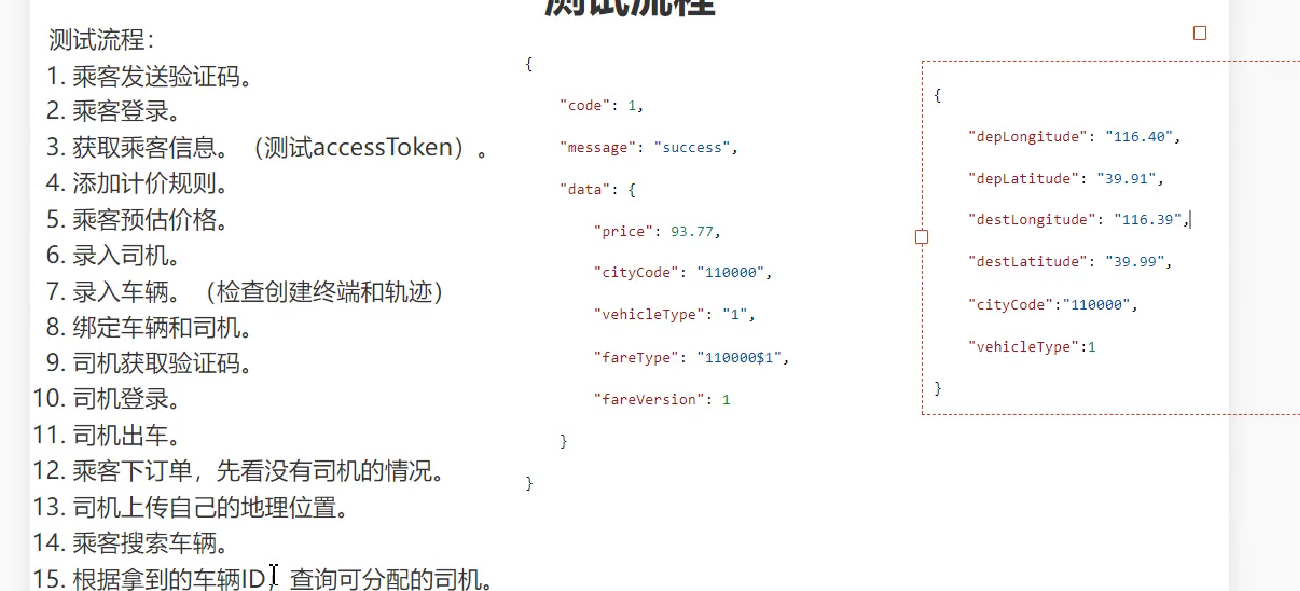 测试流程
测试流程：
1. 乘客发送验证码。
2. 乘客登录。
3. 获取乘客信息。（测试accessToken）。
4. 添加计价规则。
5. 乘客预估价格。
6. 录入司机。
7. 录入车辆。（检查创建终端和轨迹）
8. 绑定车辆和司机。
9. 司机获取验证码。
10. 司机登录。
11. 司机出车。
12. 乘客下订单，先看没有司机的情况。
13. 司机上传自己的地理位置。
14. 乘客搜索车辆。
15. 根据拿到的车辆ID，查询可分配的司机。
{
"code": 1,
"message": "success",
"data": {
"price": 93.77,
"cityCode": "110000",
"vehicleType": "1",
"fareType": "110000$1",
"fareVersion": 1
}
}
{
"depLongitude": "116.40",
"depLatitude": "39.91",
"destLongitude": "116.39",
"destLatitude": "39.99",
"cityCode":"110000",
"vehicleType":1
}